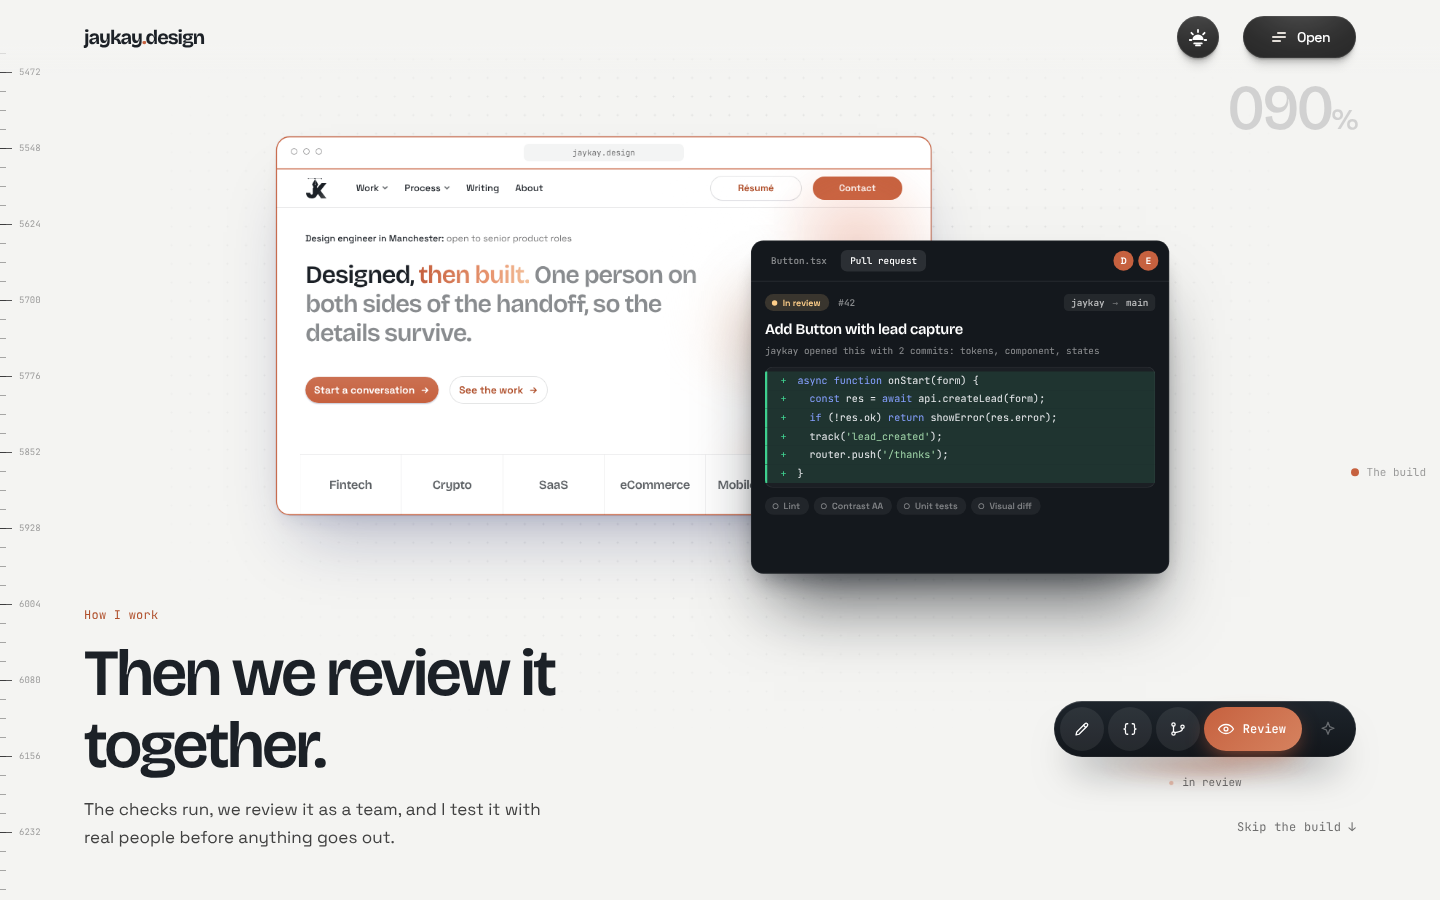 jaykay.design
Open
090%
5472
5548
5624
5700
5776
5852
5928
6004
6080
6156
6232
jaykay.design
JK
Work
Process
Writing
About
Résumé
Contact
Design engineer in Manchester: open to senior product roles
Designed, then built. One person on
both sides of the handoff, so the
details survive.
Start a conversation →
See the work →
Fintech
Crypto
SaaS
eCommerce
Mobile
Button.tsx
Pull request
D
E
In review
#42
jaykay → main
Add Button with lead capture
jaykay opened this with 2 commits: tokens, component, states
+ async function onStart(form) {
+ const res = await api.createLead(form);
+ if (!res.ok) return showError(res.error);
+ track('lead_created');
+ router.push('/thanks');
+ }
Lint
Contrast AA
Unit tests
Visual diff
The build
How I work
Then we review it
together.
The checks run, we review it as a team, and I test it with
real people before anything goes out.
{}
Review
in review
Skip the build ↓